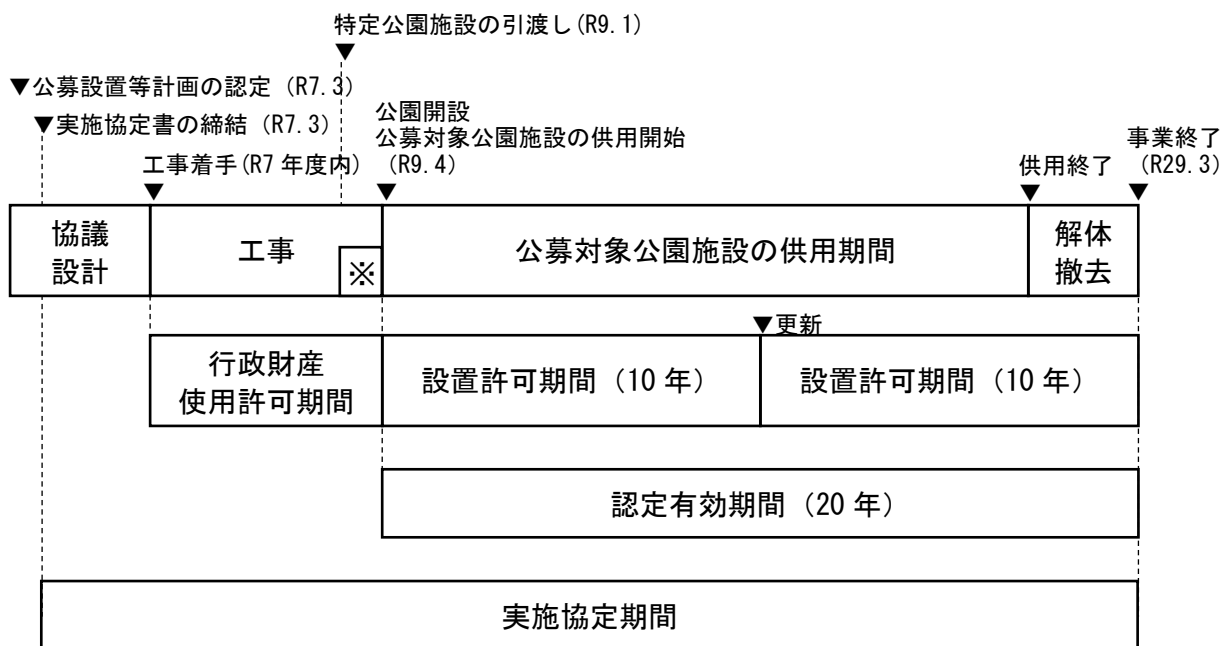 特定公園施設の引渡し(R9.1)
▼
▼公募設置等計画の認定（R7.3）
▼実施協定書の締結（R7.3）
公園開設
公募対象公園施設の供用開始
（R9.4）
工事着手(R7年度内)
供用終了
事業終了
（R29.3）
▼ ▼ ▼ ▼
協議
設計
工事
※
公募対象公園施設の供用期間
解体
撤去
▼更新
行政財産
使用許可期間
設置許可期間（10年）
設置許可期間（10年）
認定有効期間（20年）
実施協定期間